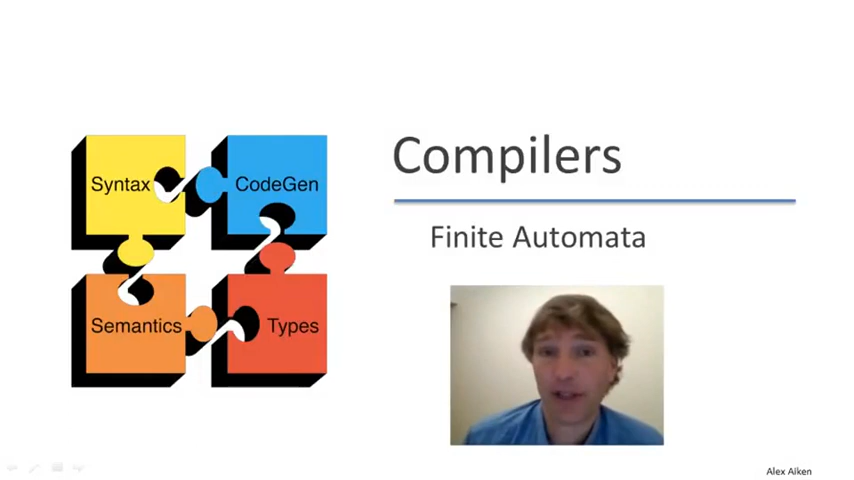 Compilers
Syntax
CodeGen
Finite Automata
Semantics
Types
Alex Aiken